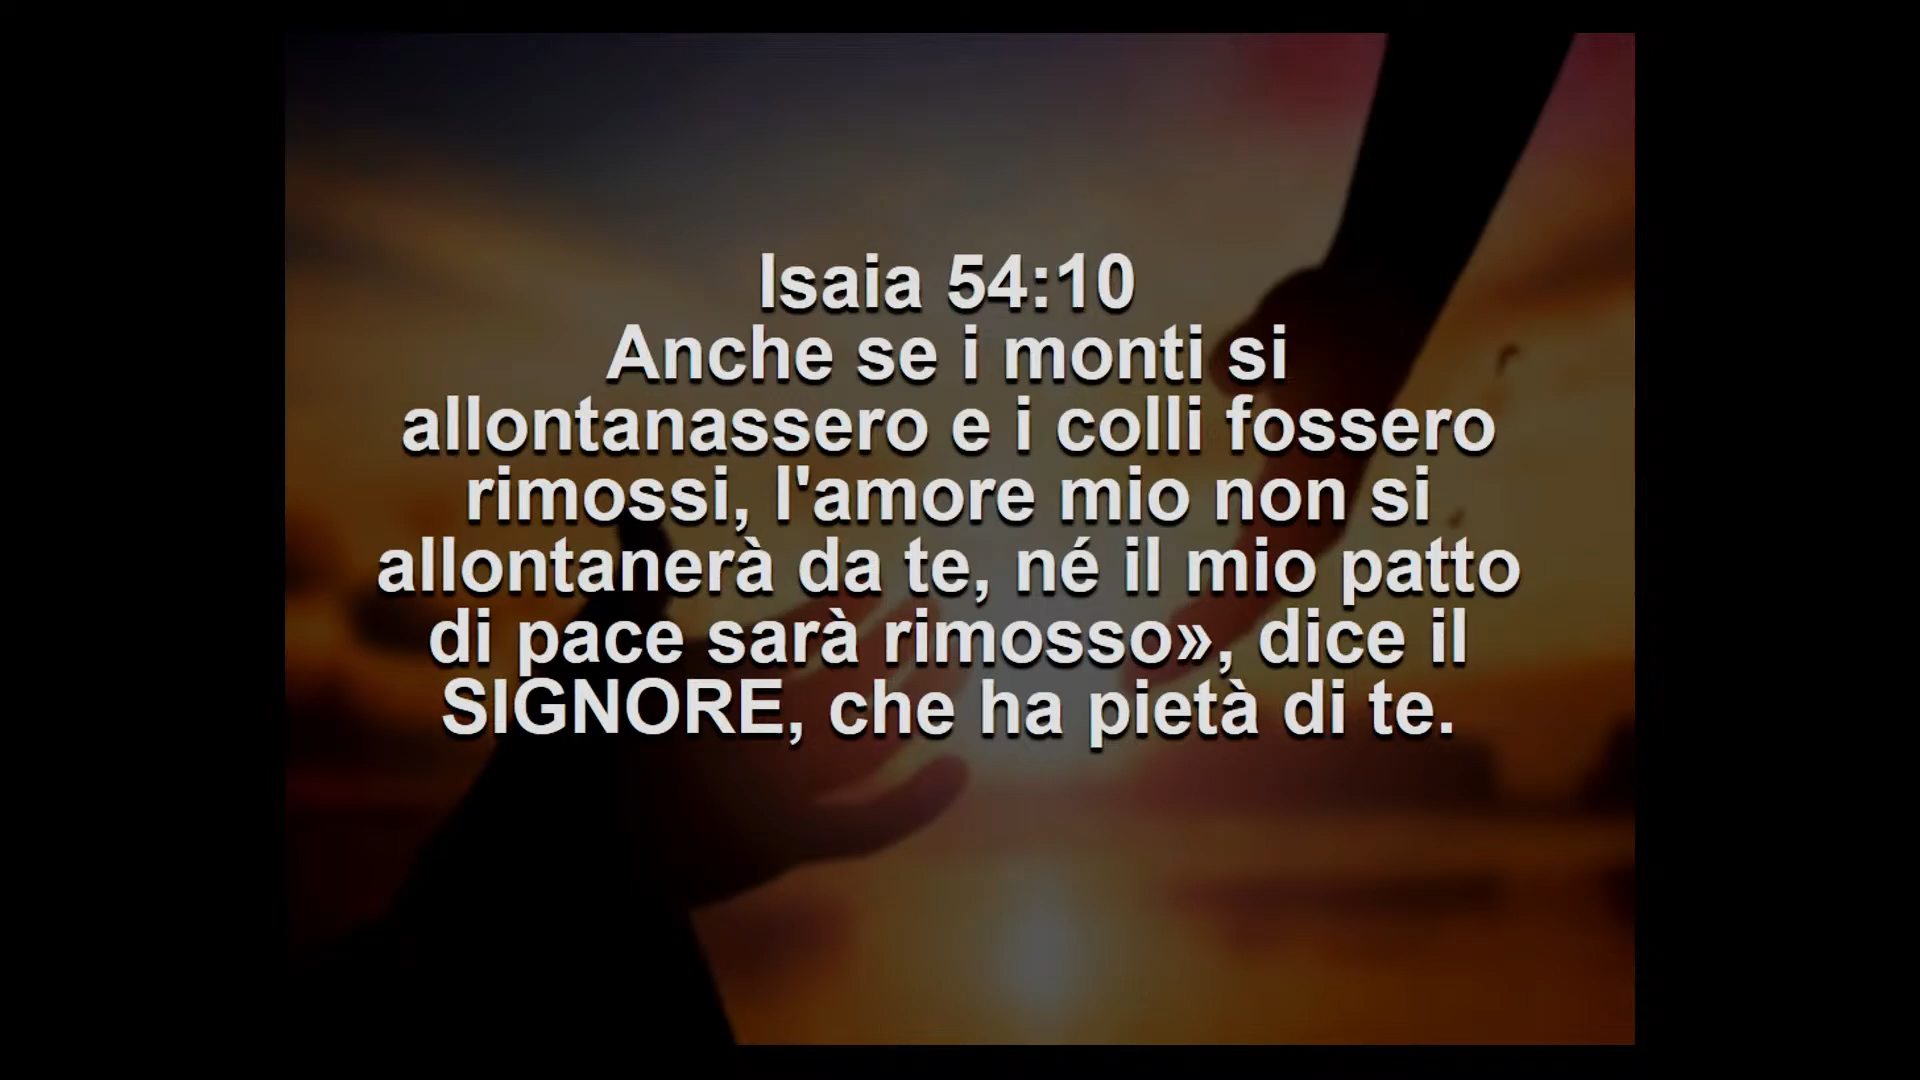 Isaia 54:10
Anche se i monti si
allontanassero e i colli fossero
rimossi, l'amore mio non si
allontanerà da te, né il mio patto
di pace sarà rimosso», dice il
SIGNORE, che ha pietà di te.